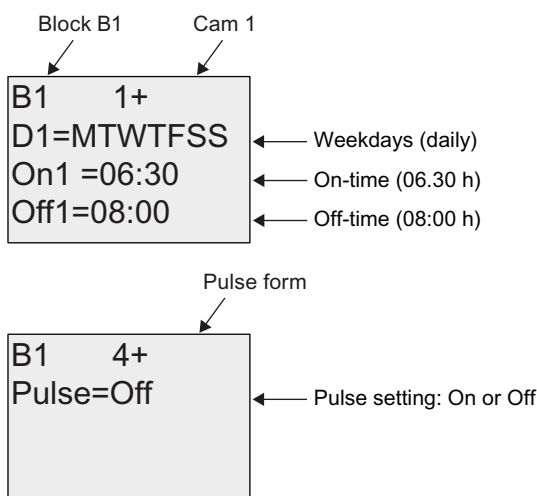 Block B1 Cam 1
B1 1+
D1=MTWTFSS
Weekdays (daily)
On1 =06:30
On-time (06.30 h)
Off1=08:00
Off-time (08:00 h)
Pulse form
B1 4+
Pulse=Off
Pulse setting: On or Off